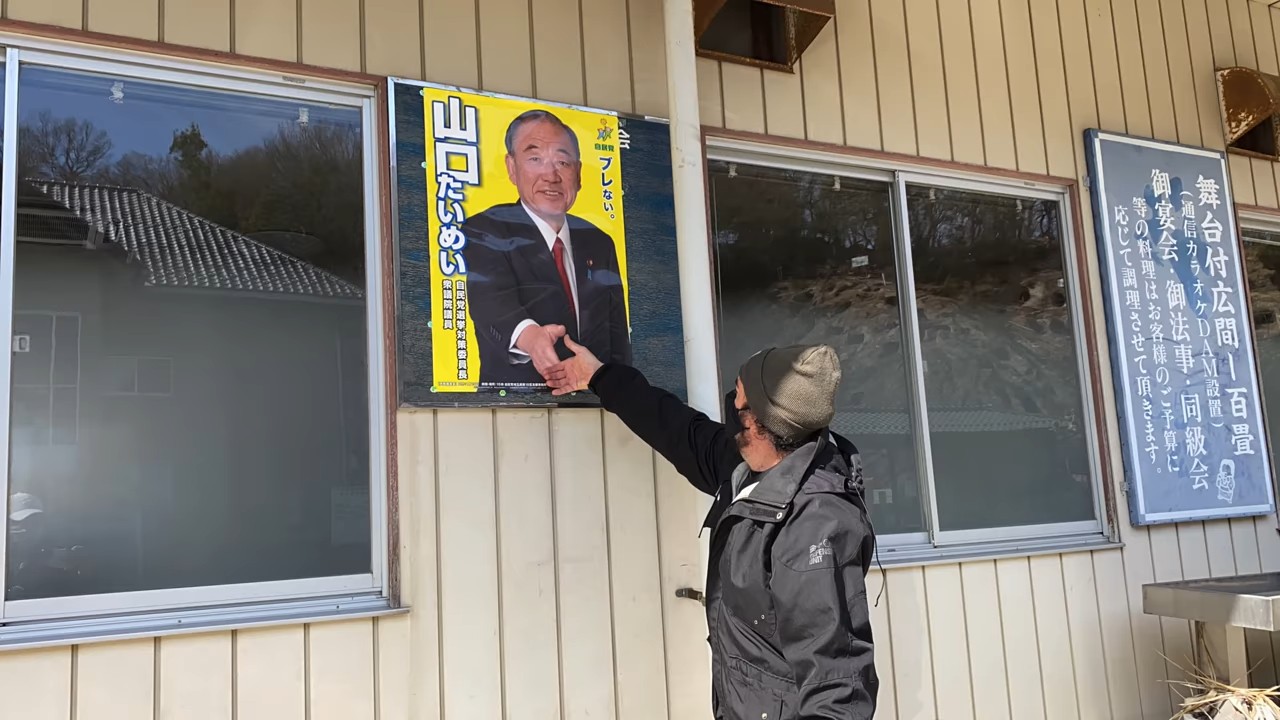 山口たいめい
自民党
ブレない。
自民党選挙対策委員長
衆議院議員
会
舞台付広間－百畳
(通信カラオケDAM設置)
御宴会・御法事・同級会
等の料理はお客様のご予算に
応じて調理させて頂きます。